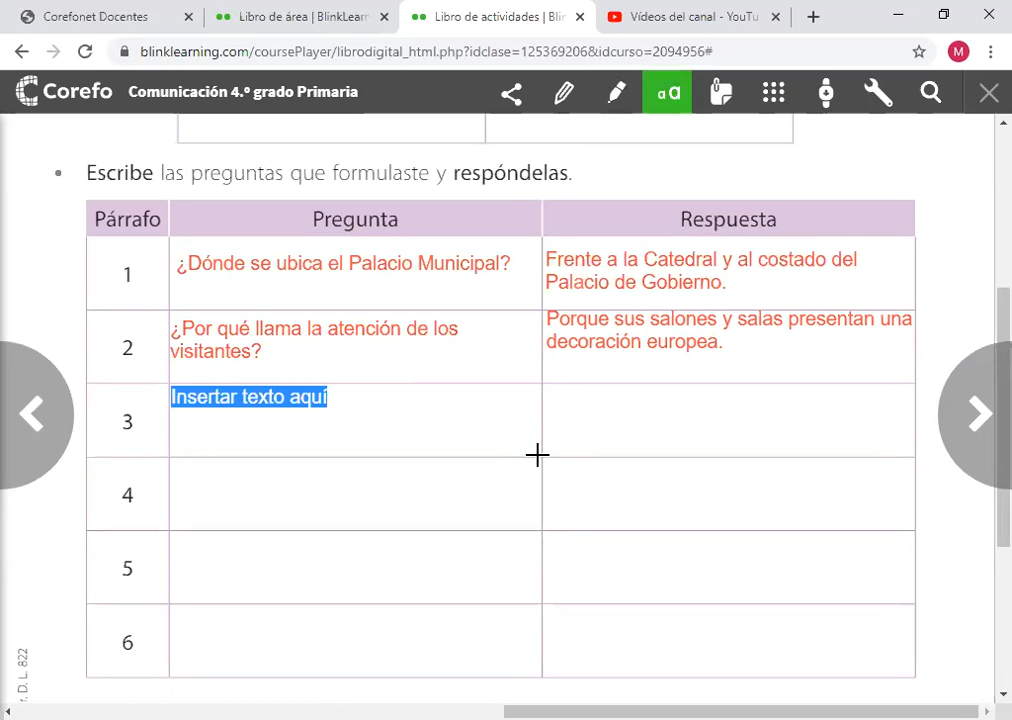 Corefonet Docentes
Libro de área | BlinkLear
Libro de actividades | Bli
Vídeos del canal - YouTu
blinklearning.com/coursePlayer/librodigital_html.php?idclase=125369206&idcurso=2094956#
M
Corefo
Comunicación 4.º grado Primaria
a a
• Escribe las preguntas que formulaste y respóndelas.
Párrafo Pregunta Respuesta
1 ¿Dónde se ubica el Palacio Municipal? Frente a la Catedral y al costado del
Palacio de Gobierno.
2 ¿Por qué llama la atención de los
visitantes?
Porque sus salones y salas presentan una
decoración europea.
3 Insertar texto aquí
4
5
6
D. L. 822